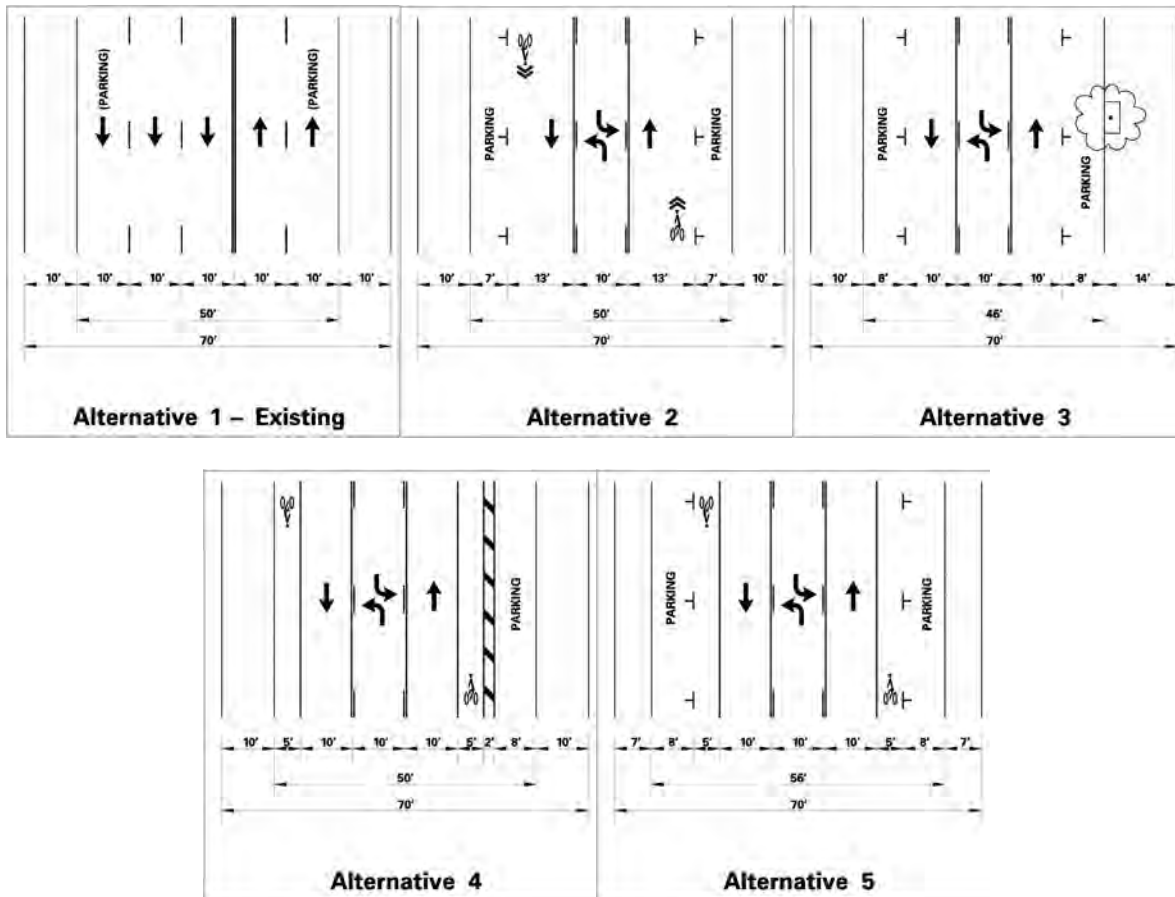 (PARKING) (PARKING)
10' 10' 10' 10' 10' 10' 10'
50'
70'
Alternative 1 – Existing
PARKING PARKING
10' 7' 13' 10' 13' 7' 10'
50'
70'
Alternative 2
PARKING PARKING
10' 8' 10' 10' 10' 8' 14'
46'
70'
Alternative 3
PARKING
10' 5' 10' 10' 10' 5' 2' 8' 10'
50'
70'
Alternative 4
PARKING PARKING
7' 8' 5' 10' 10' 10' 5' 8' 7'
56'
70'
Alternative 5